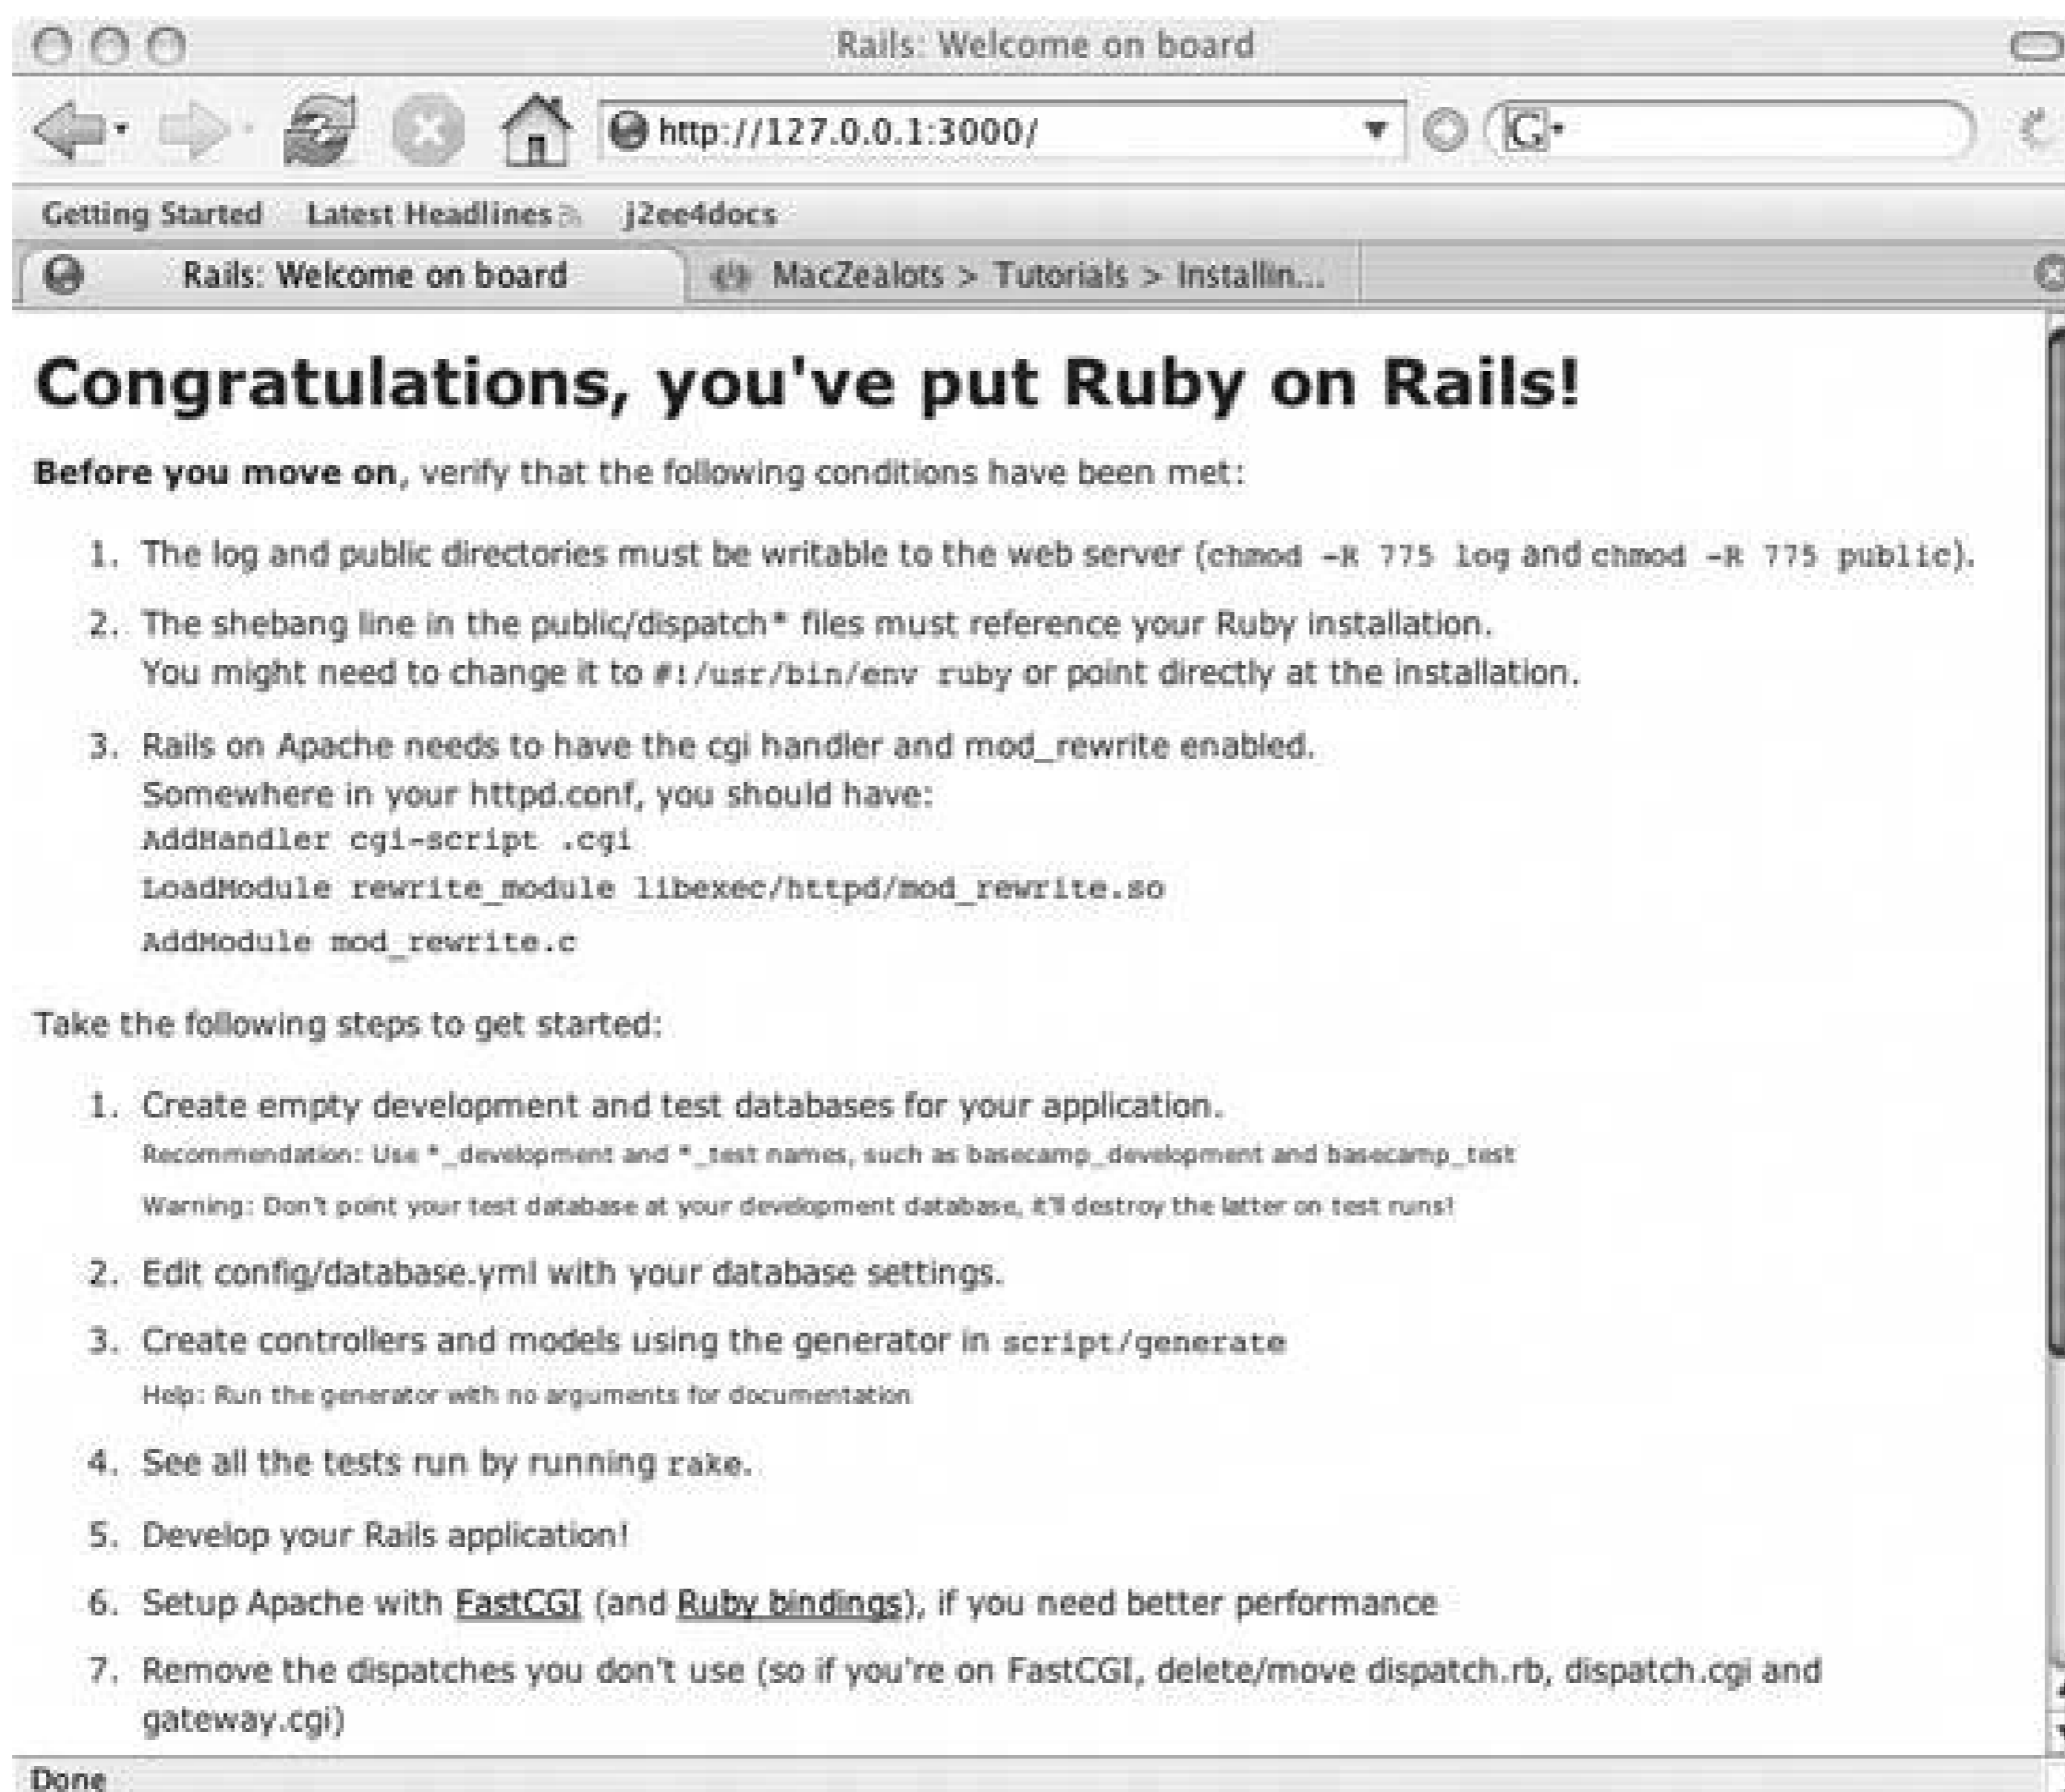 Rails: Welcome on board
http://127.0.0.1:3000/
G
Getting Started Latest Headlines j2ee4docs
Rails: Welcome on board MacZealots > Tutorials > Installin...
Congratulations, you've put Ruby on Rails!
Before you move on, verify that the following conditions have been met:
1. The log and public directories must be writable to the web server (chmod -R 775 log and chmod -R 775 public).
2. The shebang line in the public/dispatch* files must reference your Ruby installation.
You might need to change it to #!/usr/bin/env ruby or point directly at the installation.
3. Rails on Apache needs to have the cgi handler and mod_rewrite enabled.
Somewhere in your httpd.conf, you should have:
AddHandler cgi-script .cgi
LoadModule rewrite_module libexec/httpd/mod_rewrite.so
AddModule mod_rewrite.c
Take the following steps to get started:
1. Create empty development and test databases for your application.
Recommendation: Use *_development and *_test names, such as basecamp_development and basecamp_test
Warning: Don't point your test database at your development database, it'll destroy the latter on test runs!
2. Edit config/database.yml with your database settings.
3. Create controllers and models using the generator in script/generate
Help: Run the generator with no arguments for documentation
4. See all the tests run by running rake.
5. Develop your Rails application!
6. Setup Apache with FastCGI (and Ruby bindings), if you need better performance
7. Remove the dispatches you don't use (so if you're on FastCGI, delete/move dispatch.rb, dispatch.cgi and
gateway.cgi)
Done